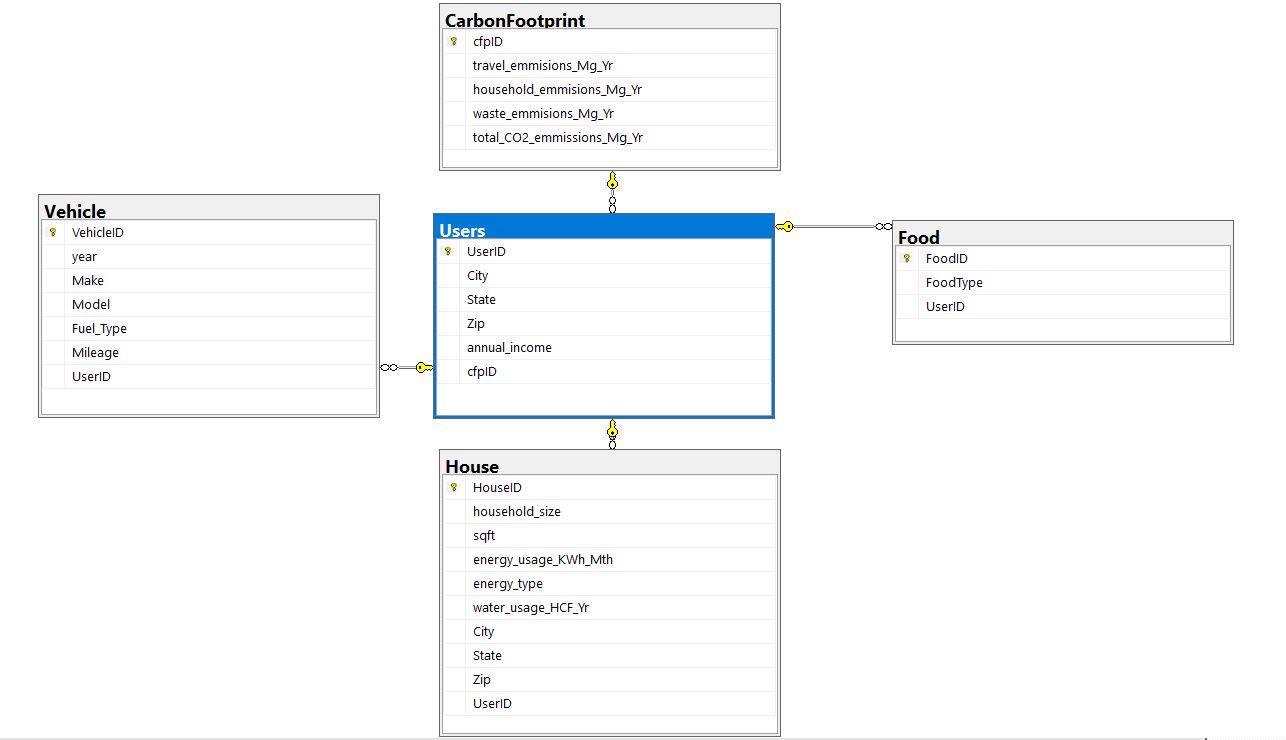 CarbonFootprint
cfpID
travel_emmisions_Mg_Yr
household_emmisions_Mg_Yr
waste_emmisions_Mg_Yr
total_CO2_emmissions_Mg_Yr
Vehicle
VehicleID
year
Make
Model
Fuel_Type
Mileage
UserID
Users
UserID
City
State
Zip
annual_income
cfpID
Food
FoodID
FoodType
UserID
House
HouseID
household_size
sqft
energy_usage_KWh_Mth
energy_type
water_usage_HCF_Yr
City
State
Zip
UserID